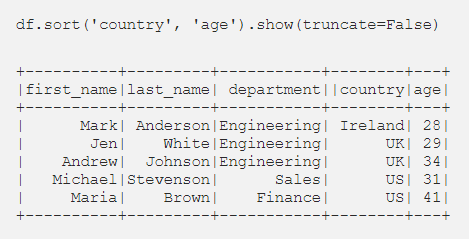 df.sort('country', 'age').show(truncate=False)
+----------+---------+-----------+--------+---+
|first_name|last_name| department||country|age|
+----------+---------+-----------+--------+---+
|      Mark| Anderson|Engineering| Ireland| 28|
|       Jen|    White|Engineering|      UK| 29|
|    Andrew|  Johnson|Engineering|      UK| 34|
|   Michael|Stevenson|      Sales|      US| 31|
|     Maria|    Brown|    Finance|      US| 41|
+----------+---------+-----------+--------+---+